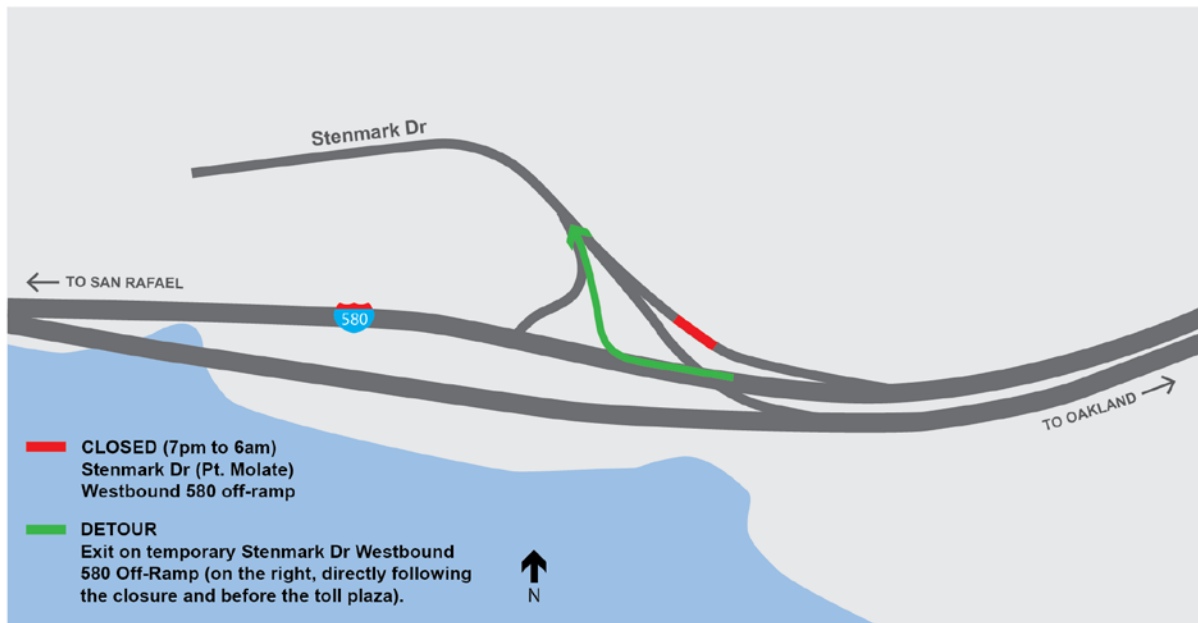 Stenmark Dr
TO SAN RAFAEL
580
TO OAKLAND
CLOSED (7pm to 6am)
Stenmark Dr (Pt. Molate)
Westbound 580 off-ramp
DETOUR
Exit on temporary Stenmark Dr Westbound
580 Off-Ramp (on the right, directly following
the closure and before the toll plaza).
N